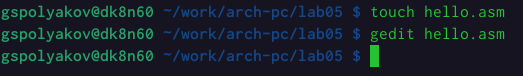 gspolyakov@dk8n60 ~/work/arch-pc/lab05 $ touch hello.asm
gspolyakov@dk8n60 ~/work/arch-pc/lab05 $ gedit hello.asm
gspolyakov@dk8n60 ~/work/arch-pc/lab05 $